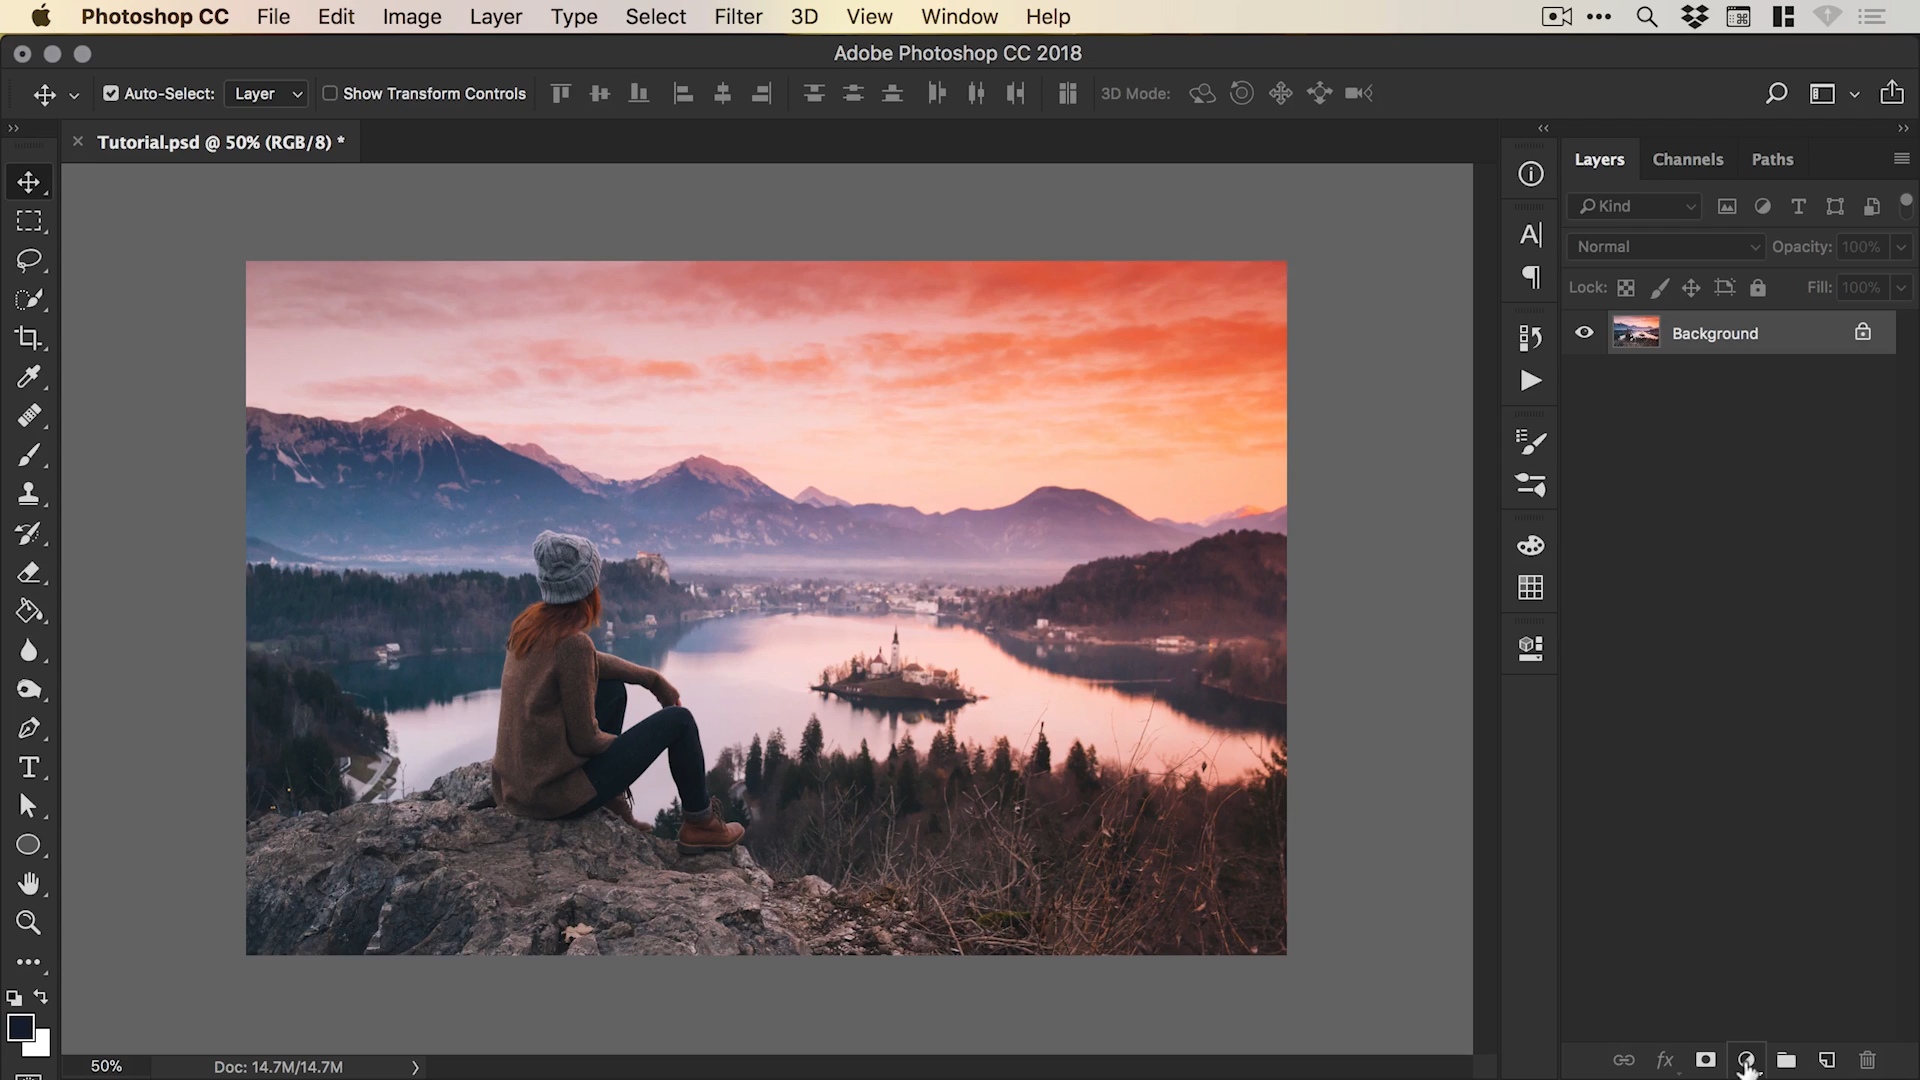 Photoshop CC File Edit Image Layer Type Select Filter 3D View Window Help
Adobe Photoshop CC 2018
Auto-Select: Layer Show Transform Controls 3D Mode:
Tutorial.psd @ 50% (RGB/8) *
Layers Channels Paths
Kind
Normal Opacity: 100%
Lock: Fill: 100%
Background
50% Doc: 14.7M/14.7M
fx